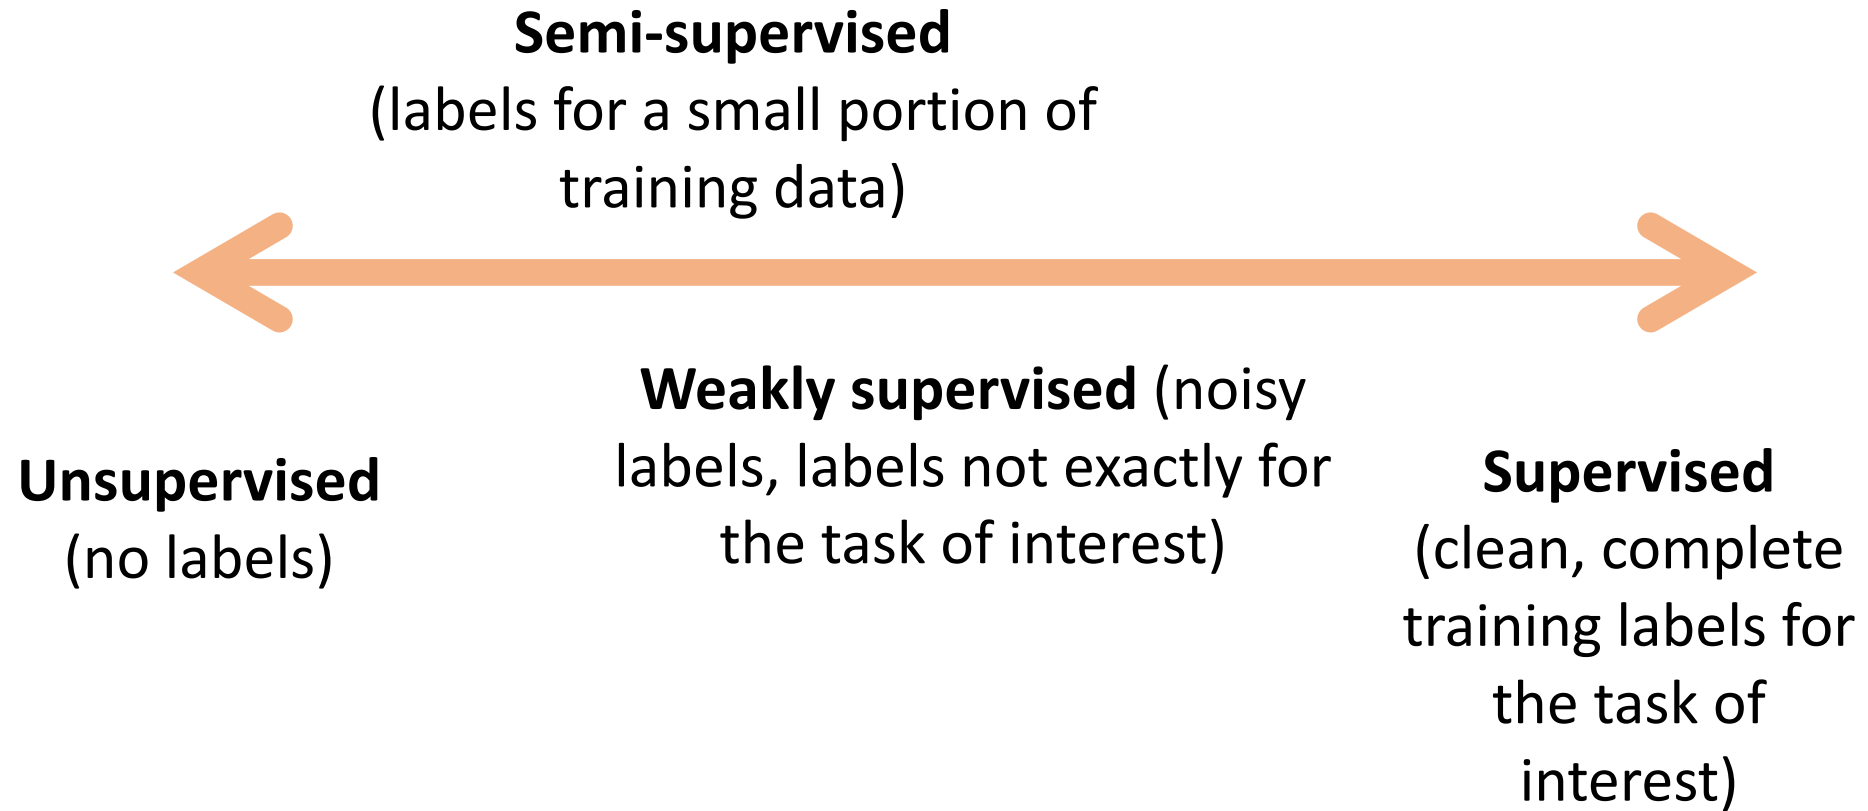 Semi-supervised
(labels for a small portion of
training data)
Weakly supervised (noisy
labels, labels not exactly for
the task of interest)
Unsupervised
(no labels)
Supervised
(clean, complete
training labels for
the task of
interest)